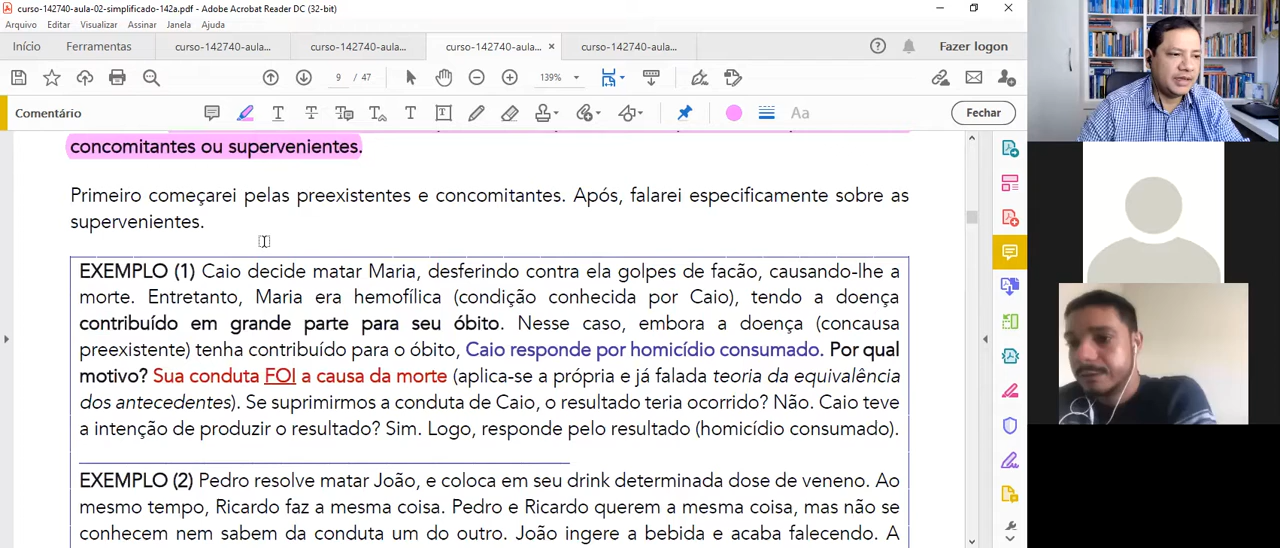 curso-142740-aula-02-simplificado-142a.pdf - Adobe Acrobat Reader DC (32-bit)
Arquivo Editar Visualizar Assinar Janela Ajuda
Início Ferramentas curso-142740-aula... curso-142740-aula... curso-142740-aula... × curso-142740-aula... Fazer logon
9 / 47 139%
Comentário Aa Fechar
concomitantes ou supervenientes.
Primeiro começarei pelas preexistentes e concomitantes. Após, falarei especificamente sobre as
supervenientes.
EXEMPLO (1) Caio decide matar Maria, desferindo contra ela golpes de facão, causando-lhe a
morte. Entretanto, Maria era hemofílica (condição conhecida por Caio), tendo a doença
contribuído em grande parte para seu óbito. Nesse caso, embora a doença (concausa
preexistente) tenha contribuído para o óbito, Caio responde por homicídio consumado. Por qual
motivo? Sua conduta FOI a causa da morte (aplica-se a própria e já falada teoria da equivalência
dos antecedentes). Se suprimirmos a conduta de Caio, o resultado teria ocorrido? Não. Caio teve
a intenção de produzir o resultado? Sim. Logo, responde pelo resultado (homicídio consumado).
EXEMPLO (2) Pedro resolve matar João, e coloca em seu drink determinada dose de veneno. Ao
mesmo tempo, Ricardo faz a mesma coisa. Pedro e Ricardo querem a mesma coisa, mas não se
conhecem nem sabem da conduta um do outro. João ingere a bebida e acaba falecendo. A